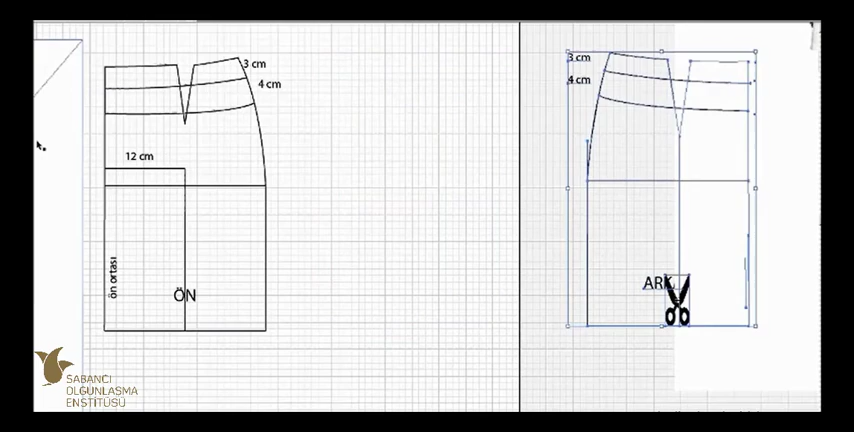 3 cm
4 cm
12 cm
ön ortası
ÖN
3 cm
4 cm
ARK
SABANCI
OLGUNLAŞMA
ENSTİTÜSÜ